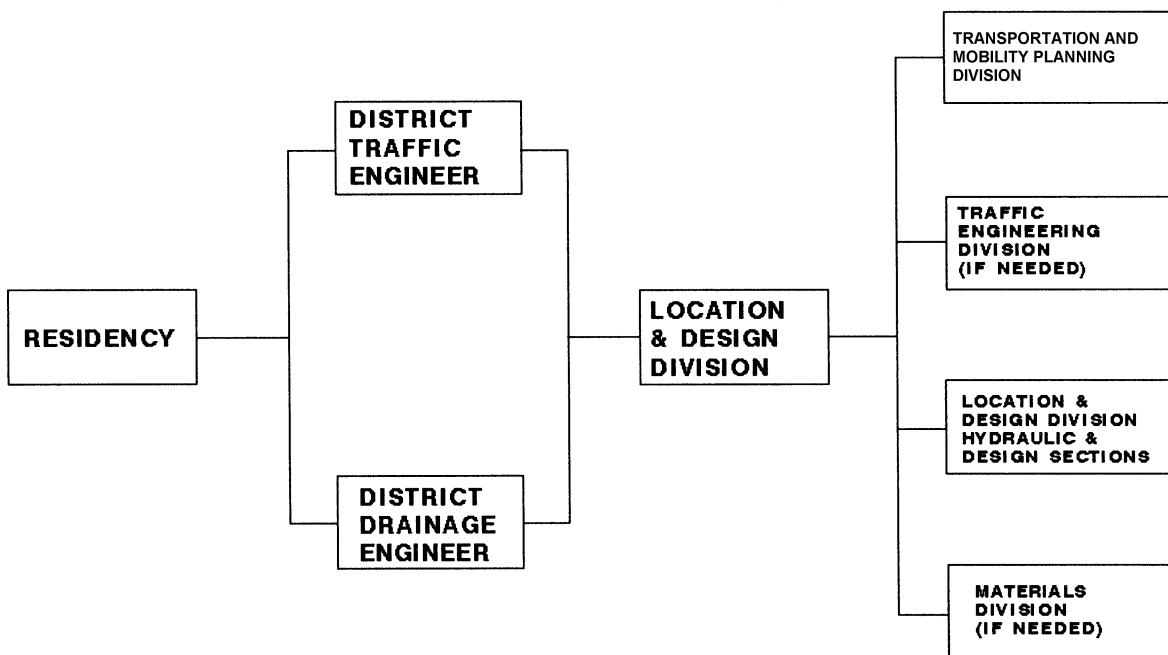 RESIDENCY
DISTRICT
TRAFFIC
ENGINEER
DISTRICT
DRAINAGE
ENGINEER
LOCATION
& DESIGN
DIVISION
TRANSPORTATION AND
MOBILITY PLANNING
DIVISION
TRAFFIC
ENGINEERING
DIVISION
(IF NEEDED)
LOCATION &
DESIGN DIVISION
HYDRAULIC &
DESIGN SECTIONS
MATERIALS
DIVISION
(IF NEEDED)